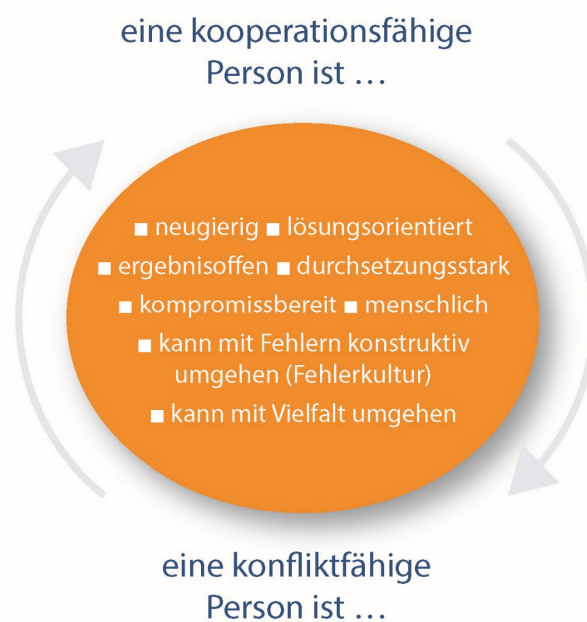 eine kooperationsfähige
Person ist …
■ neugierig ■ lösungsorientiert
■ ergebnisoffen ■ durchsetzungsstark
■ kompromissbereit ■ menschlich
■ kann mit Fehlern konstruktiv
umgehen (Fehlerkultur)
■ kann mit Vielfalt umgehen
eine konfliktfähige
Person ist …